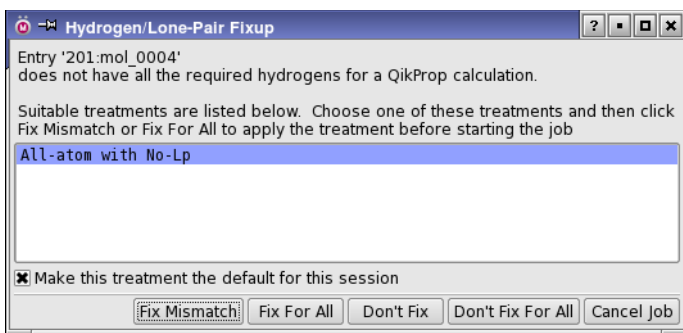 Hydrogen/Lone-Pair Fixup
Entry '201:mol_0004'
does not have all the required hydrogens for a QikProp calculation.
Suitable treatments are listed below.  Choose one of these treatments and then click
Fix Mismatch or Fix For All to apply the treatment before starting the job
All-atom with No-Lp
Make this treatment the default for this session
Fix Mismatch Fix For All Don't Fix Don't Fix For All Cancel Job